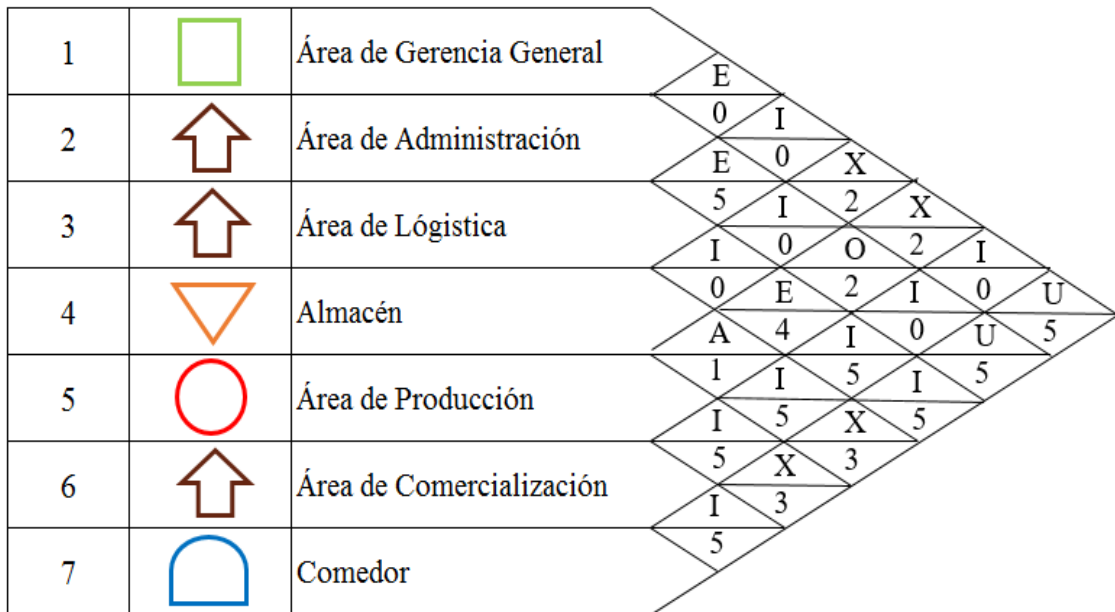 1 Área de Gerencia General
E
0 I
2 Área de Administración
E 0 X
5 I 2 X
3 Área de Lógistica
I 0 O 2 I
0 E 2 I 0 U
4 Almacén
A 4 I 0 U 5
1 I 5 I 5
5 Área de Producción
I 5 X 5
5 X 3
6 Área de Comercialización
I 3
5
7 Comedor